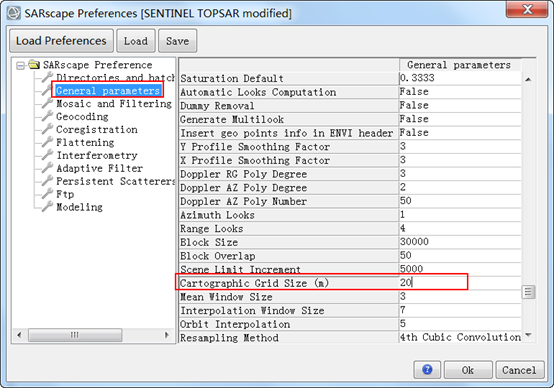 SARscape Preferences [SENTINEL TOPSAR modified]
Load Preferences Load Save
SARscape Preference
Directories and batch
General parameters
Mosaic and Filtering
Geocoding
Coregistration
Flattening
Interferometry
Adaptive Filter
Persistent Scatterers
Ftp
Modeling
General parameters
Saturation Default 0.3333
Automatic Looks Computation False
Dummy Removal False
Generate Multilook False
Insert geo points info in ENVI header False
Y Profile Smoothing Factor 3
X Profile Smoothing Factor 3
Doppler RG Poly Degree 3
Doppler AZ Poly Degree 2
Doppler AZ Poly Number 50
Azimuth Looks 1
Range Looks 4
Block Size 30000
Block Overlap 50
Scene Limit Increment 5000
Cartographic Grid Size (m) 20
Mean Window Size 3
Interpolation Window Size 7
Orbit Interpolation 5
Resampling Method 4th Cubic Convolution
? Ok Cancel